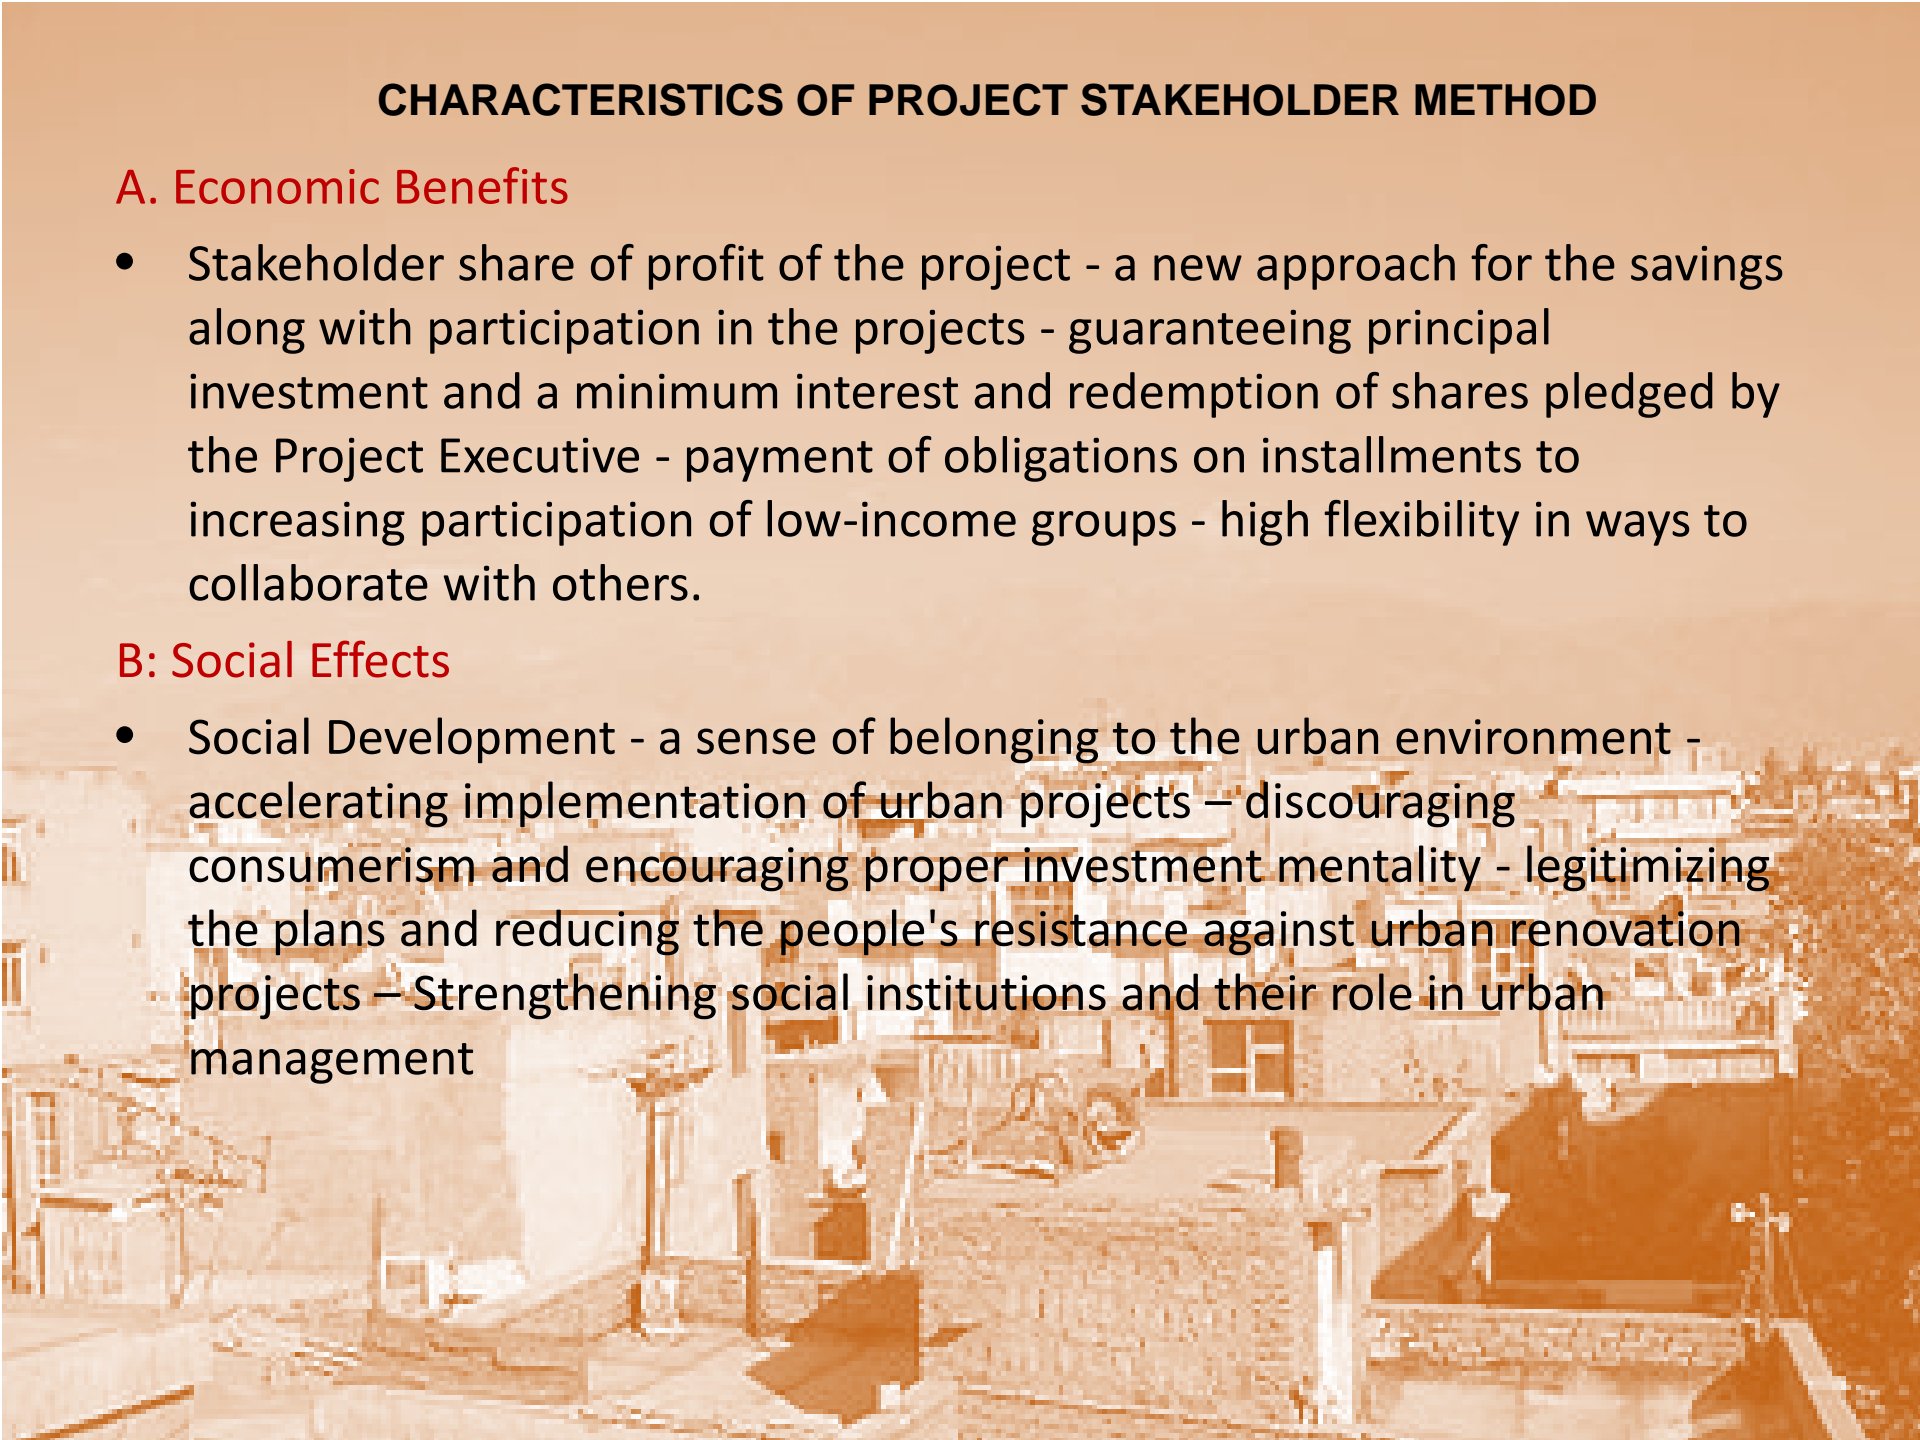 CHARACTERISTICS OF PROJECT STAKEHOLDER METHOD
A. Economic Benefits
• Stakeholder share of profit of the project - a new approach for the savings
along with participation in the projects - guaranteeing principal
investment and a minimum interest and redemption of shares pledged by
the Project Executive - payment of obligations on installments to
increasing participation of low-income groups - high flexibility in ways to
collaborate with others.
B: Social Effects
• Social Development - a sense of belonging to the urban environment -
accelerating implementation of urban projects – discouraging
consumerism and encouraging proper investment mentality - legitimizing
the plans and reducing the people's resistance against urban renovation
projects – Strengthening social institutions and their role in urban
management